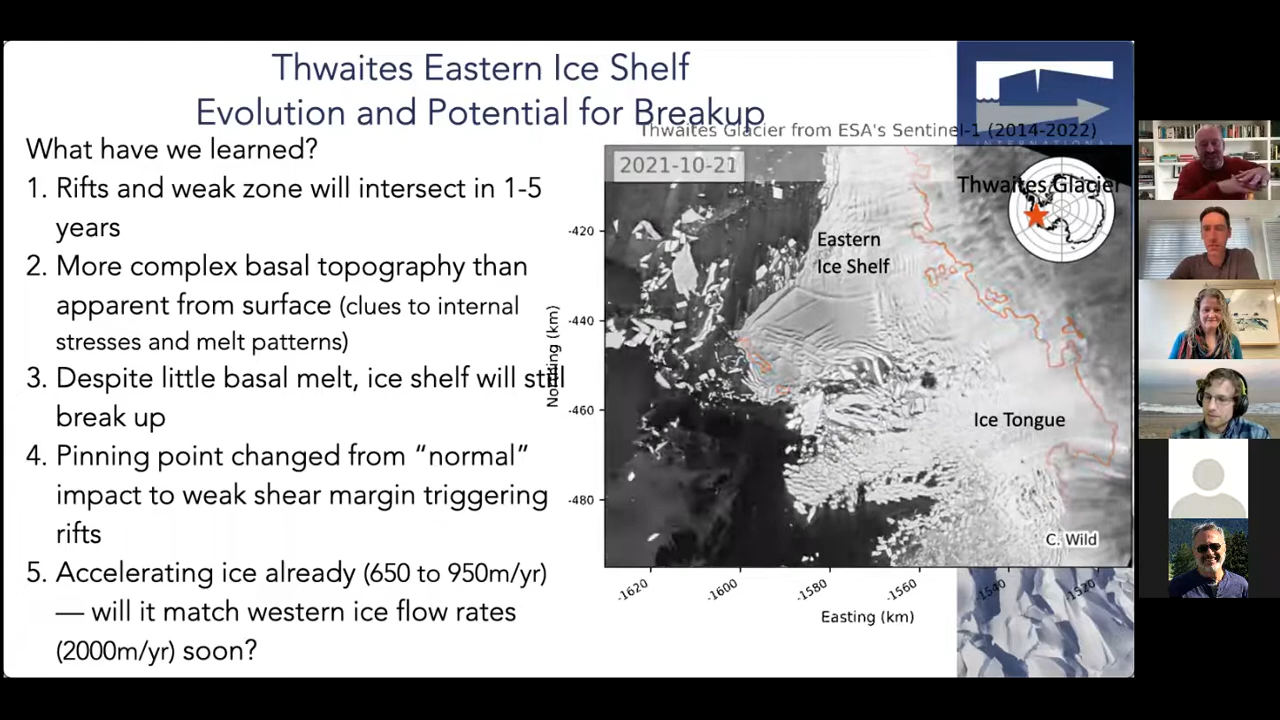 Thwaites Eastern Ice Shelf
Evolution and Potential for Breakup
What have we learned?
1. Rifts and weak zone will intersect in 1-5
years
2. More complex basal topography than
apparent from surface (clues to internal
stresses and melt patterns)
3. Despite little basal melt, ice shelf will still
break up
4. Pinning point changed from “normal”
impact to weak shear margin triggering
rifts
5. Accelerating ice already (650 to 950m/yr)
— will it match western ice flow rates
(2000m/yr) soon?
INTERNATIONAL
Thwaites Glacier from ESA's Sentinel-1 (2014-2022)
2021-10-21
Thwaites Glacier
Eastern
Ice Shelf
Ice Tongue
C. Wild
Northing (km)
-420
-440
-460
-480
-1620
-1600
-1580
-1560
-1540
-1520
Easting (km)